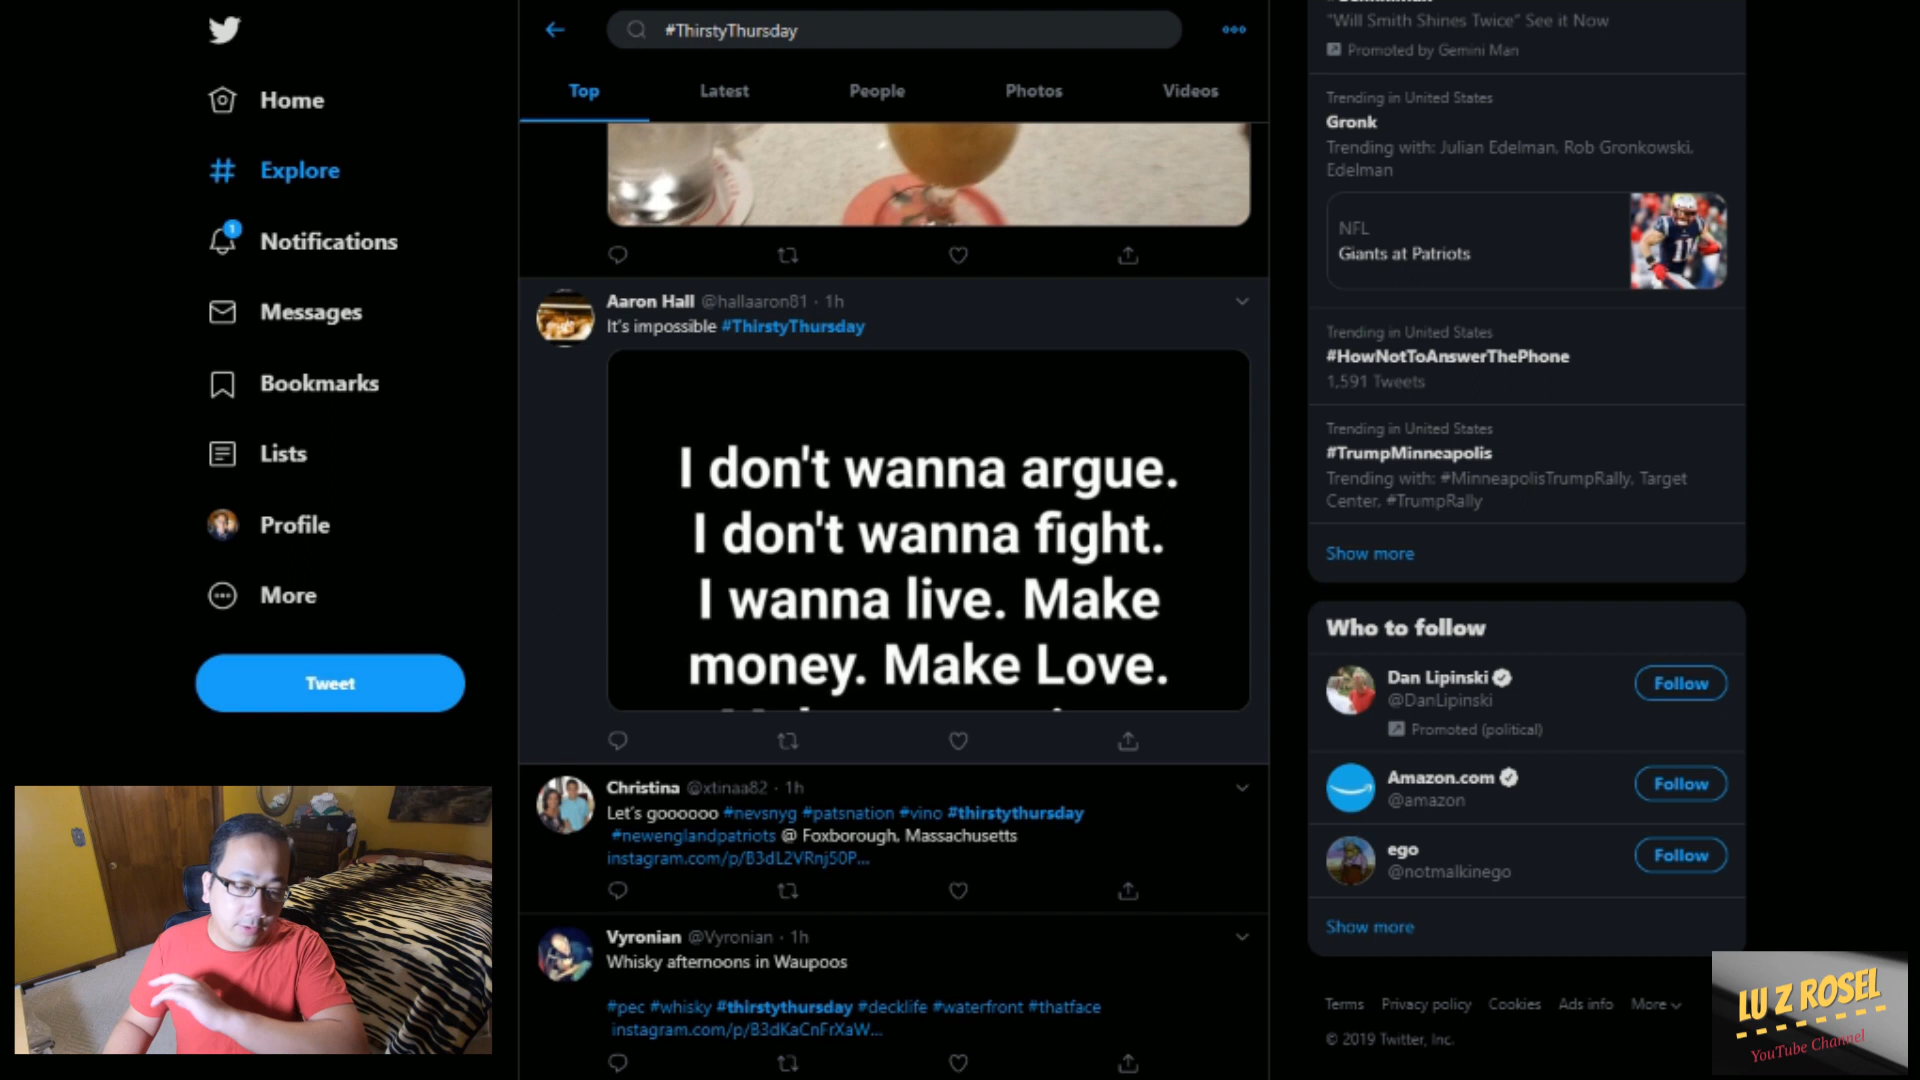 Home
Explore
1
Notifications
Messages
Bookmarks
Lists
Profile
More
Tweet
#ThirstyThursday
Top
Latest
People
Photos
Videos
Aaron Hall @hallaaron81 · 1h
It's impossible #ThirstyThursday
I don't wanna argue.
I don't wanna fight.
I wanna live. Make
money. Make Love.
Christina @xtinaa82 · 1h
Let's goooooo #nevsnyg #patsnation #vino #thirstythursday
#newenglandpatriots @ Foxborough, Massachusetts
instagram.com/p/B3dL2VRnj50P...
Vyronian @Vyronian · 1h
Whisky afternoons in Waupoos
#pec #whisky #thirstythursday #decklife #waterfront #thatface
instagram.com/p/B3dKaCnFrXaW...
"Will Smith Shines Twice" See it Now
Promoted by Gemini Man
Trending in United States
Gronk
Trending with: Julian Edelman, Rob Gronkowski,
Edelman
NFL
Giants at Patriots
11
Trending in United States
#HowNotToAnswerThePhone
1,591 Tweets
Trending in United States
#TrumpMinneapolis
Trending with: #MinneapolisTrumpRally, Target
Center, #TrumpRally
Show more
Who to follow
Dan Lipinski
@DanLipinski
Promoted (political)
Follow
Amazon.com
@amazon
Follow
ego
@notmalkinego
Follow
Show more
Terms Privacy policy Cookies Ads info More
© 2019 Twitter, Inc.
LU Z ROSEL
YouTube Channel